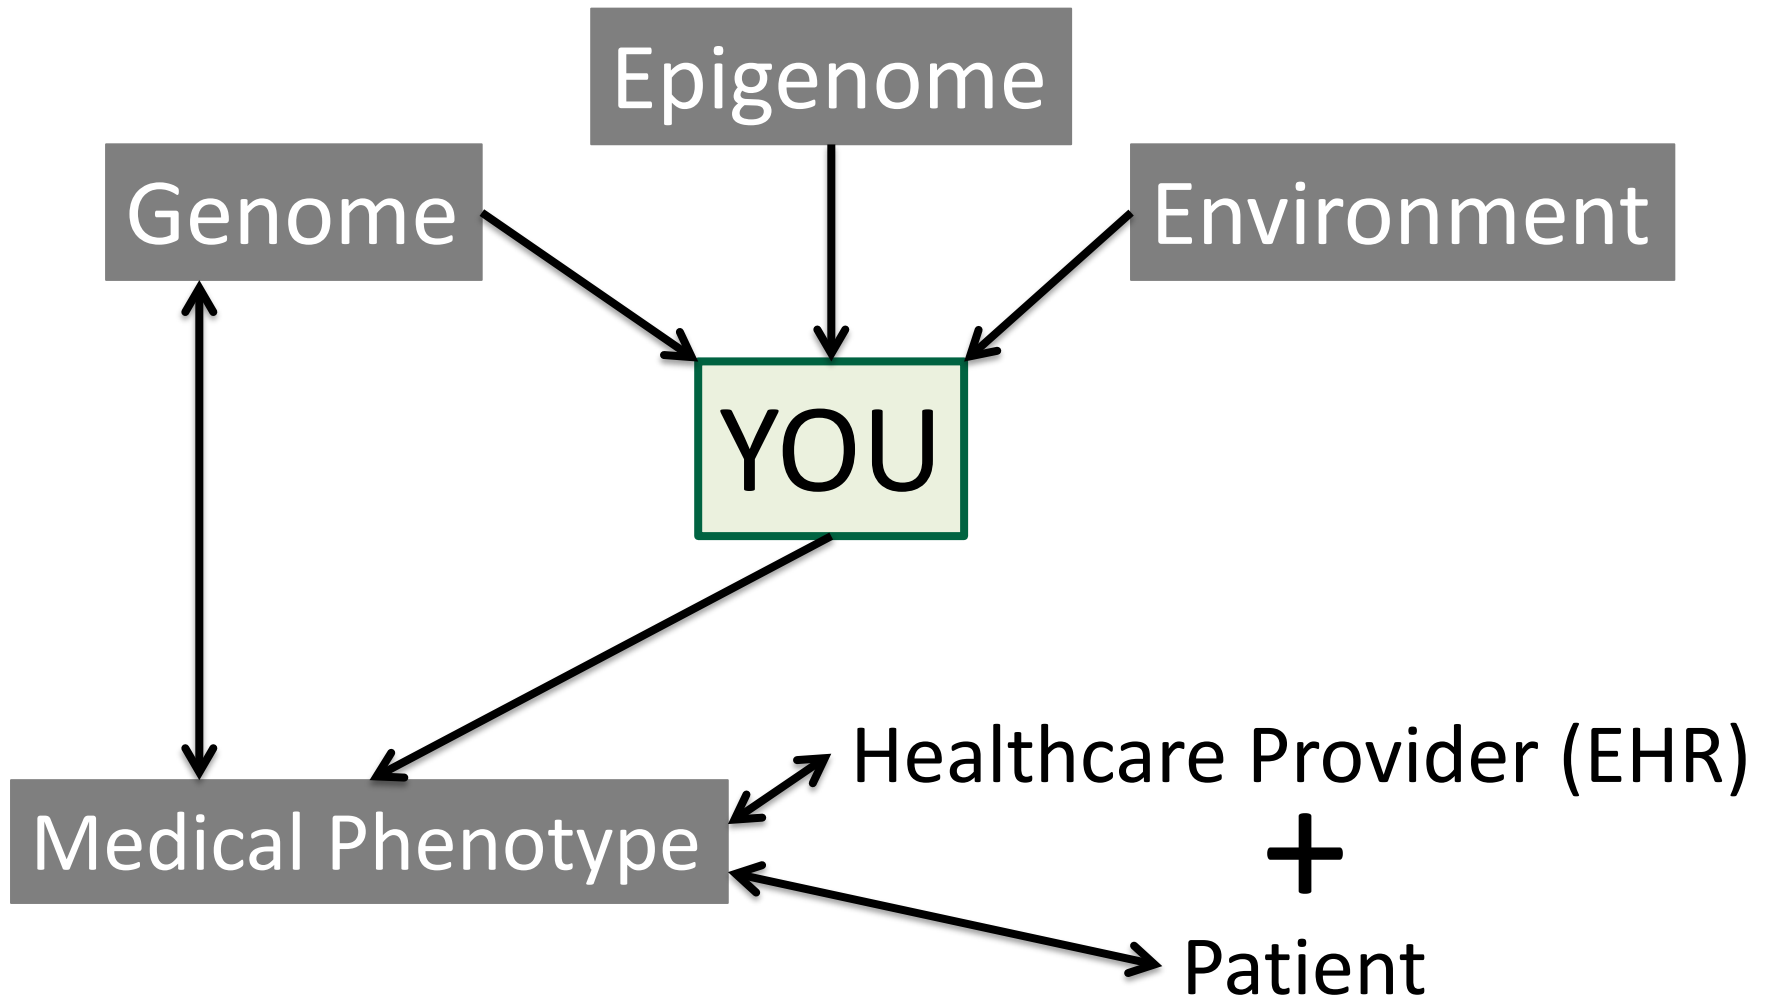 Epigenome
Genome
Environment
YOU
Medical Phenotype
Healthcare Provider (EHR)
+
Patient